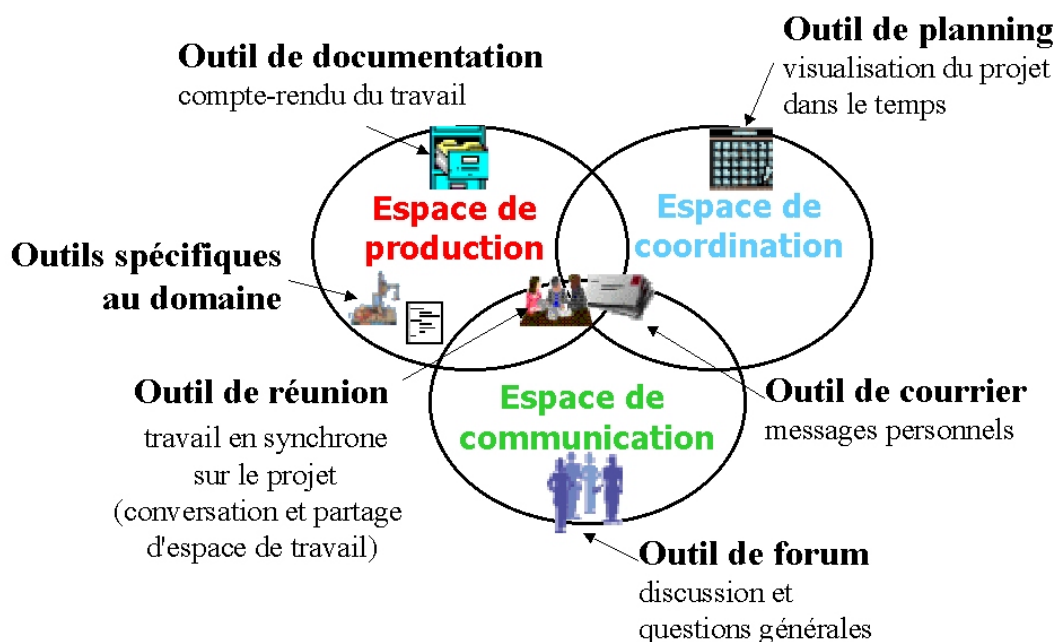 Outil de planning
visualisation du projet
dans le temps
Outil de documentation
compte-rendu du travail
Espace de
production
Espace de
coordination
Outils spécifiques
au domaine
Outil de réunion
travail en synchrone
sur le projet
(conversation et partage
d'espace de travail)
Espace de
communication
Outil de courrier
messages personnels
Outil de forum
discussion et
questions générales